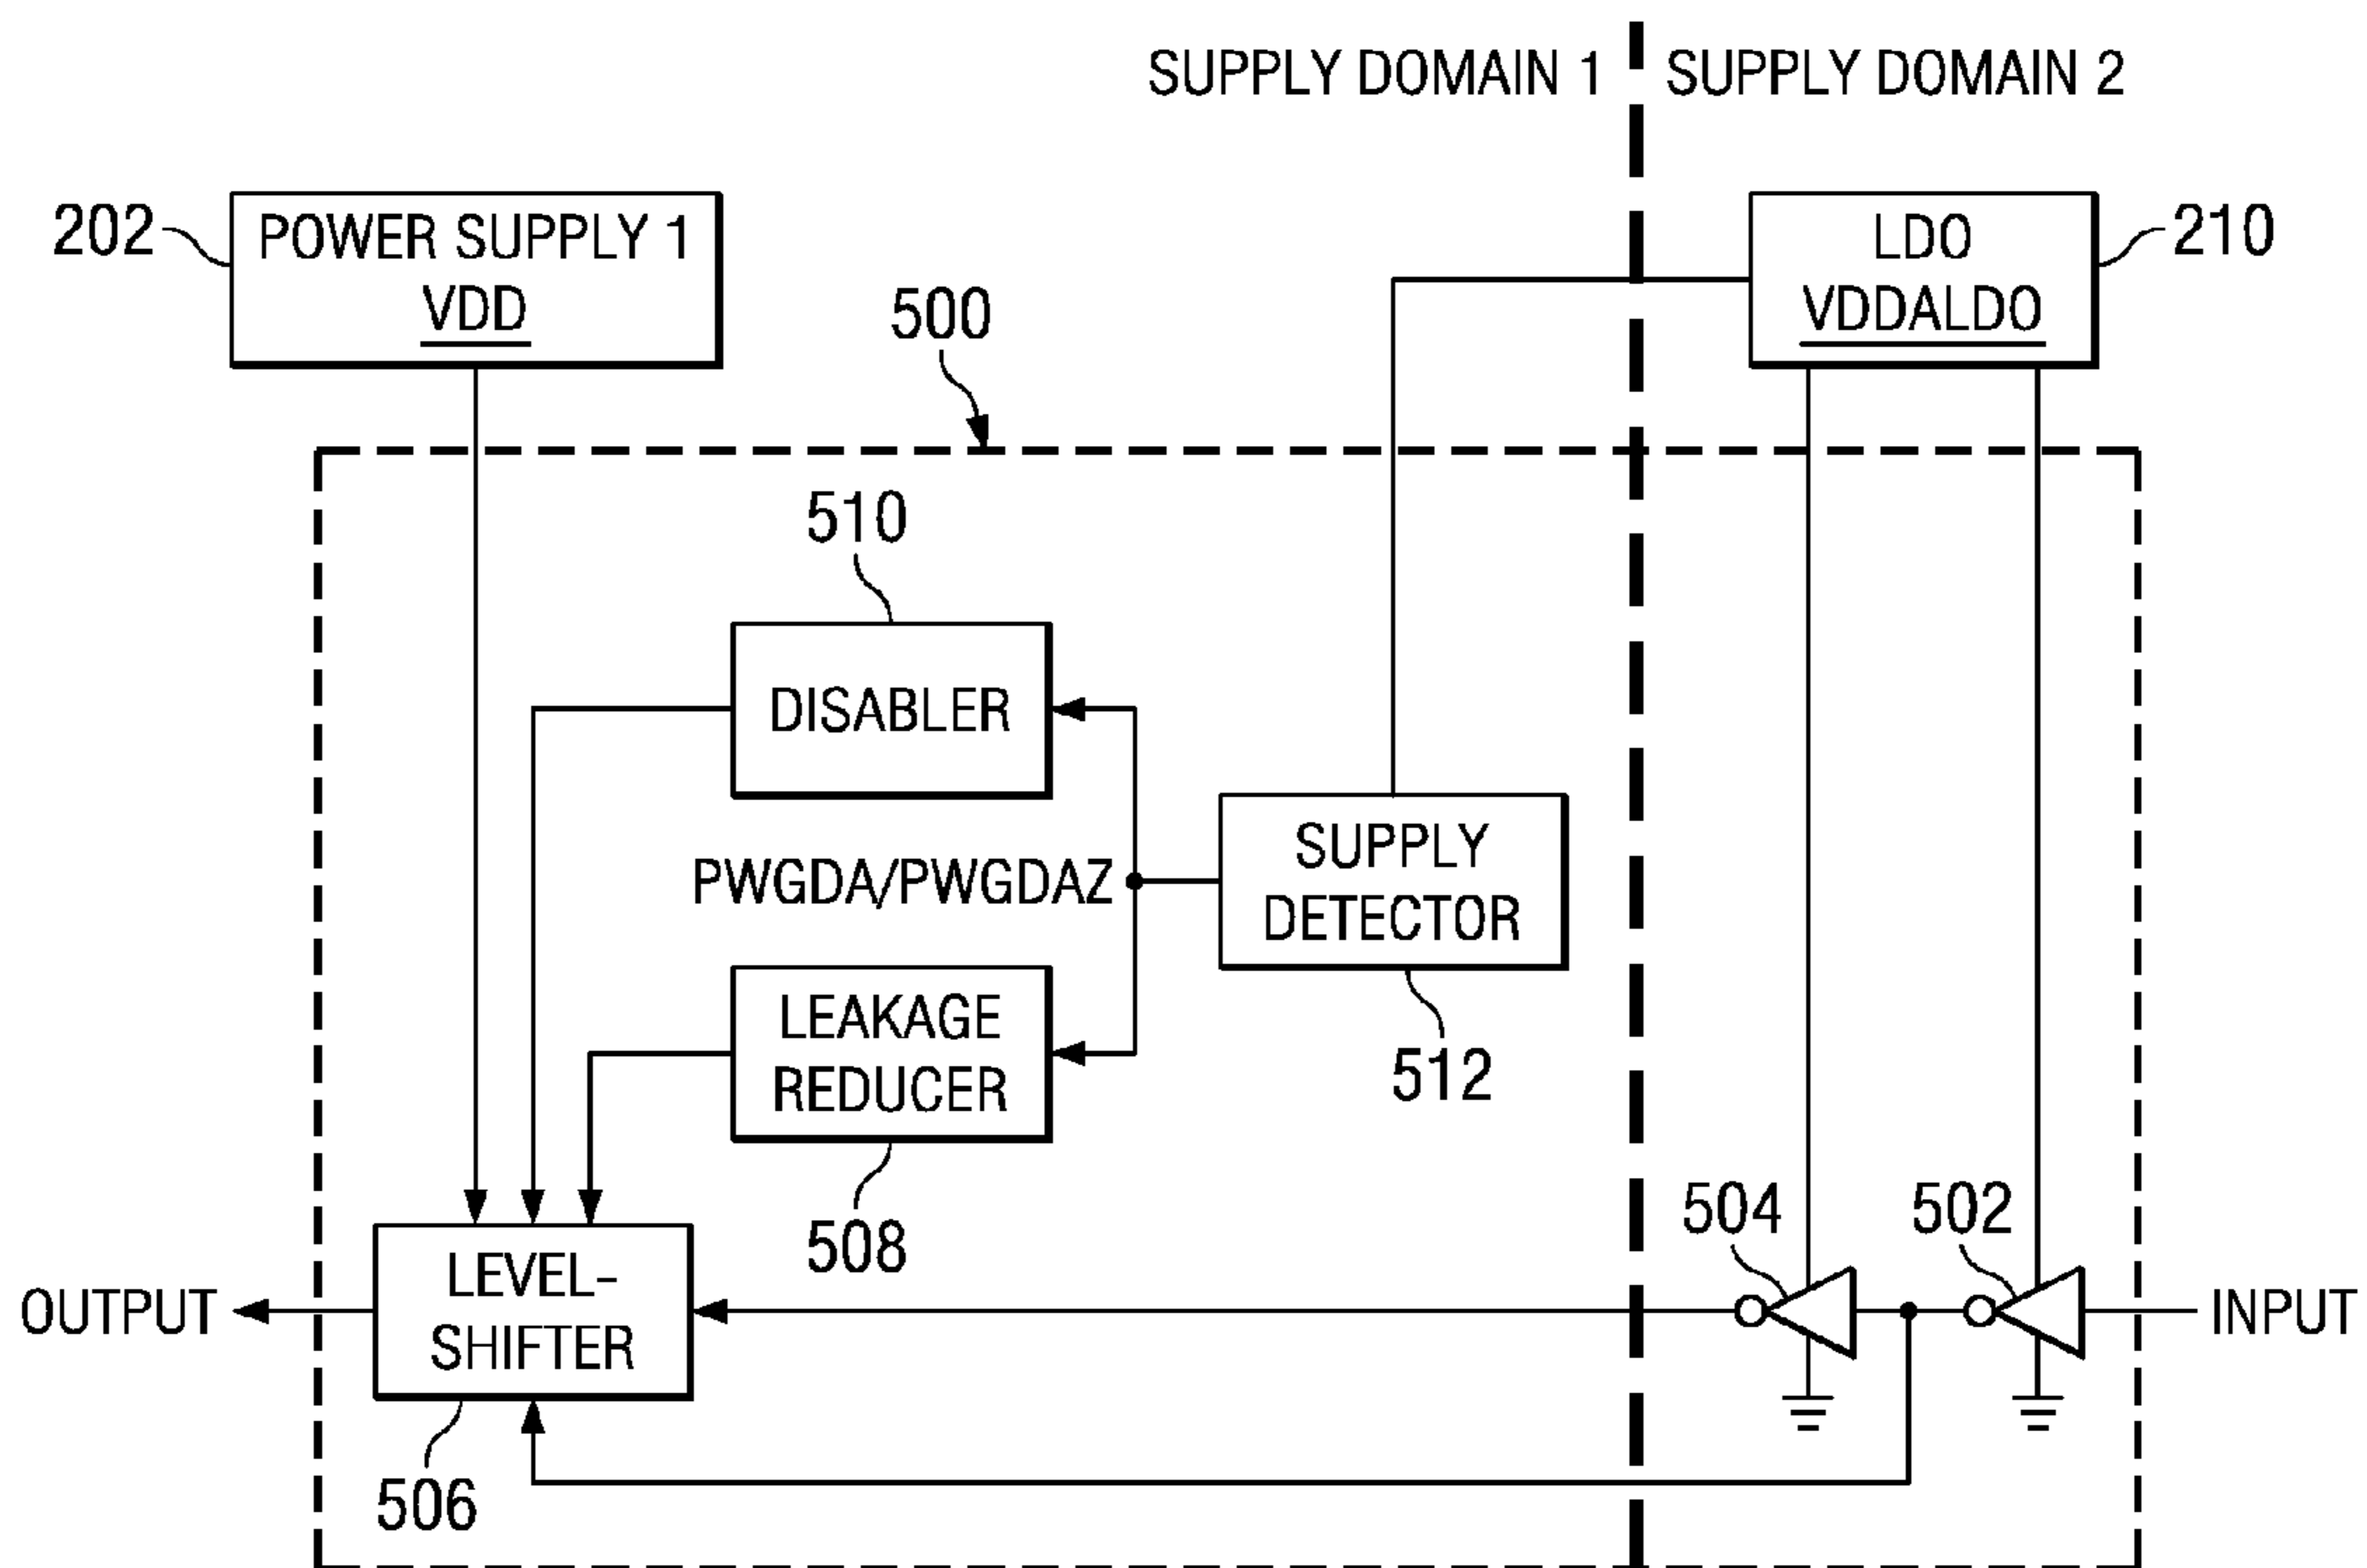 SUPPLY DOMAIN 1
SUPPLY DOMAIN 2
202
POWER SUPPLY 1
VDD
500
LDO
VDDALDO
210
510
DISABLER
PWGDA/PWGDAZ
SUPPLY
DETECTOR
512
LEAKAGE
REDUCER
508
504
502
OUTPUT
LEVEL-
SHIFTER
INPUT
506